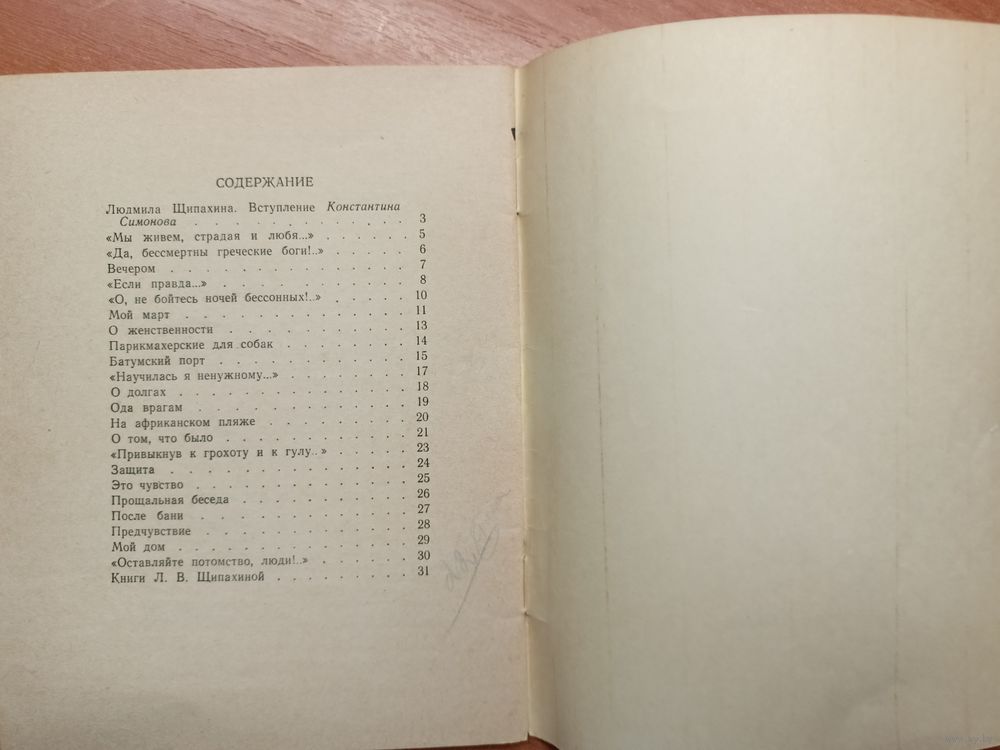 СОДЕРЖАНИЕ
Людмила Щипахина. Вступление Константина
Симонова . . . . . . . . . . . . 3
«Мы живем, страдая и любя...» . . . . . . 5
«Да, бессмертны греческие боги!..» . . . . . 6
Вечером . . . . . . . . . . . . . . 7
«Если правда...» . . . . . . . . . . . 8
«О, не бойтесь ночей бессонных!..» . . . . . 10
Мой март . . . . . . . . . . . . . 11
О женственности . . . . . . . . . . . 13
Парикмахерские для собак . . . . . . . . 14
Батумский порт . . . . . . . . . . . 15
«Научилась я ненужному...» . . . . . . . . 17
О долгах . . . . . . . . . . . . . 18
Ода врагам . . . . . . . . . . . . 19
На африканском пляже . . . . . . . . . 20
О том, что было . . . . . . . . . . . 21
«Привыкнув к грохоту и к гулу..» . . . . . 23
Защита . . . . . . . . . . . . . . 24
Это чувство . . . . . . . . . . . . 25
Прощальная беседа . . . . . . . . . . 26
После бани . . . . . . . . . . . . 27
Предчувствие . . . . . . . . . . . . 28
Мой дом . . . . . . . . . . . . . 29
«Оставляйте потомство, люди!..» . . . . . . 30
Книги Л. В. Щипахиной . . . . . . . . . 31